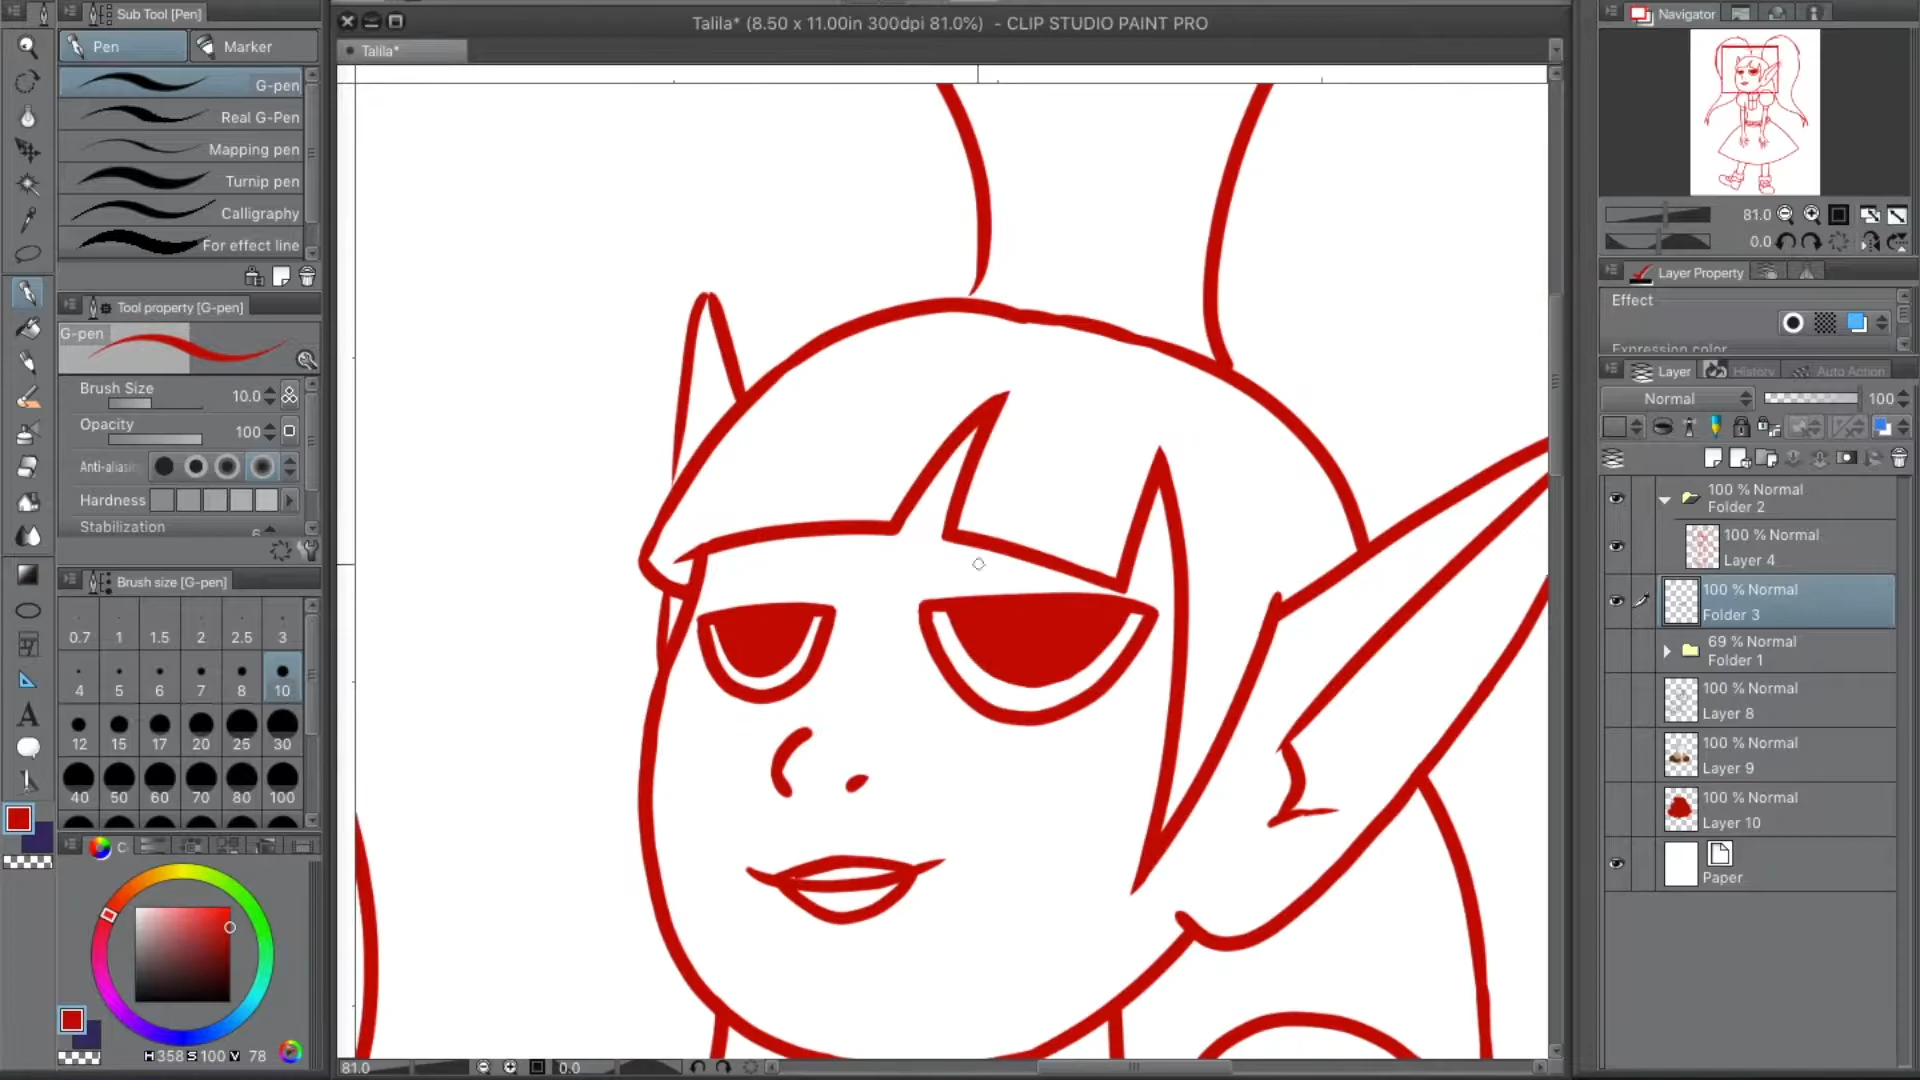 Sub Tool [Pen]
Pen
Marker
G-pen
Real G-Pen
Mapping pen
Turnip pen
Calligraphy
For effect line
Tool property [G-pen]
G-pen
Brush Size 10.0
Opacity 100
Anti-aliasin
Hardness
Stabilization 6
Brush size [G-pen]
0.7 1 1.5 2 2.5 3
4 5 6 7 8 10
12 15 17 20 25 30
40 50 60 70 80 100
C
H 358 S 100 V 78
Talila* (8.50 x 11.00in 300dpi 81.0%) - CLIP STUDIO PAINT PRO
Talila*
81.0 0.0
Navigator
81.0
0.0
Layer Property
Effect
Expression color
Layer
History
Auto Action
Normal 100
100 % Normal
Folder 2
100 % Normal
Layer 4
100 % Normal
Folder 3
69 % Normal
Folder 1
100 % Normal
Layer 8
100 % Normal
Layer 9
100 % Normal
Layer 10
Paper